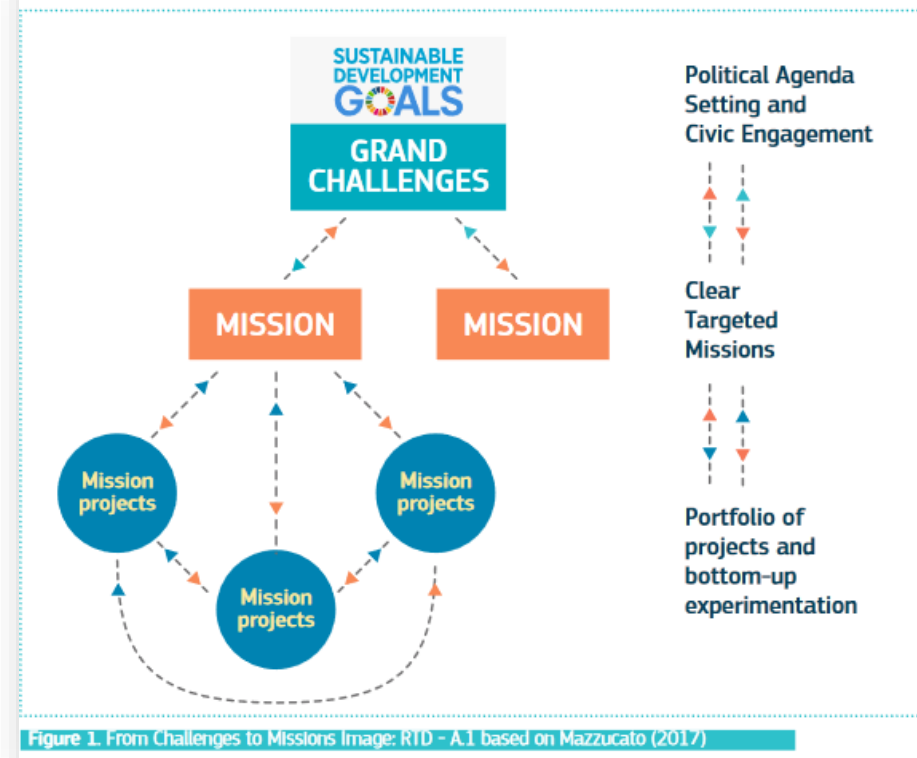 SUSTAINABLE
DEVELOPMENT
GOALS
GRAND
CHALLENGES
MISSION
MISSION
Mission
projects
Mission
projects
Mission
projects
Political Agenda
Setting and
Civic Engagement
Clear
Targeted
Missions
Portfolio of
projects and
bottom-up
experimentation
Figure 1. From Challenges to Missions Image: RTD - A.1 based on Mazzucato (2017)